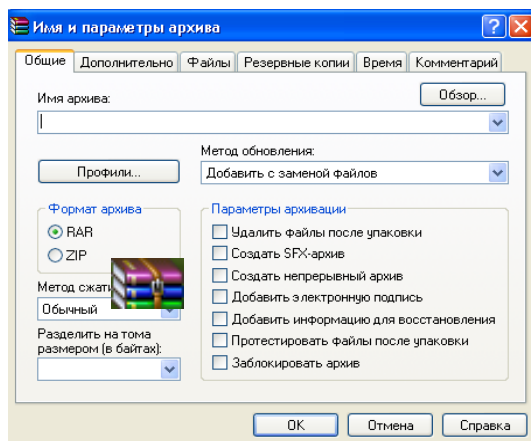 Имя и параметры архива
Общие Дополнительно Файлы Резервные копии Время Комментарий
Имя архива:
Обзор...
Метод обновления:
Профили...
Добавить с заменой файлов
Формат архива
RAR
ZIP
Метод
Обычный
Разделить на тома
размером (в байтах):
Параметры архивации
Удалить файлы после упаковки
Создать SFX-архив
Создать непрерывный архив
Добавить электронную подпись
Добавить информацию для восстановления
Протестировать файлы после упаковки
Заблокировать архив
OK Отмена Справка